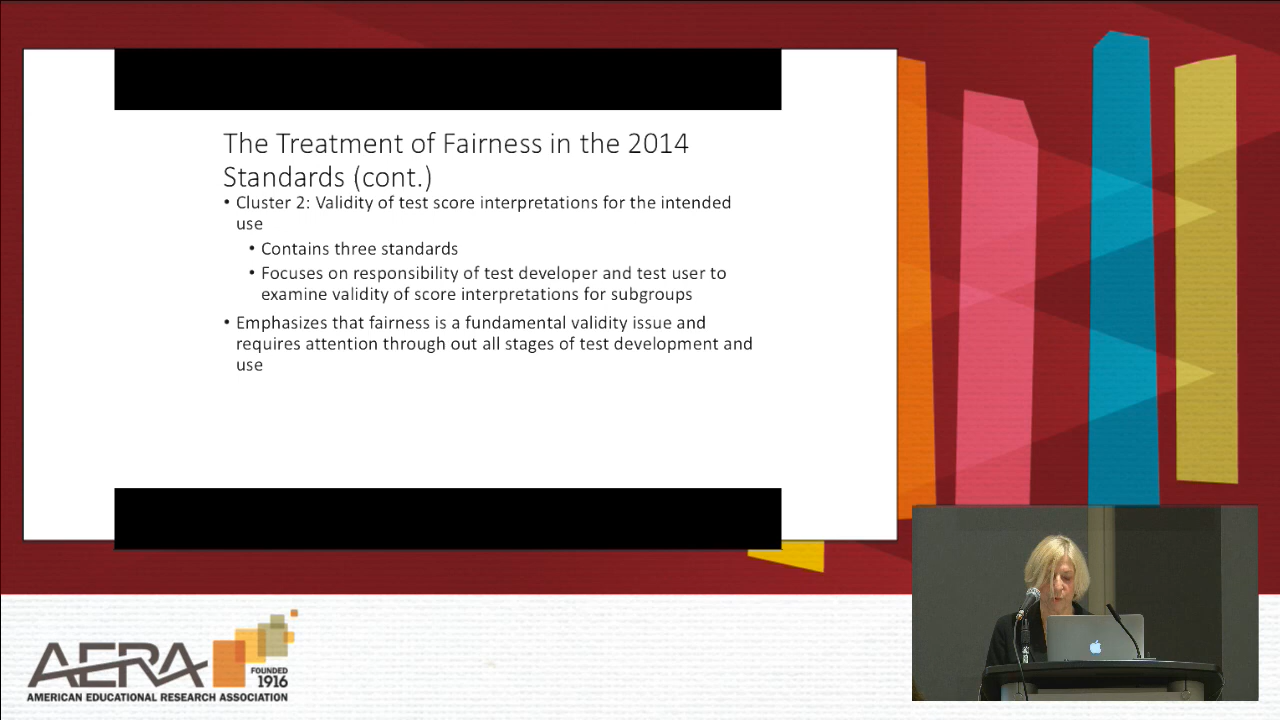 The Treatment of Fairness in the 2014
Standards (cont.)
• Cluster 2: Validity of test score interpretations for the intended
use
• Contains three standards
• Focuses on responsibility of test developer and test user to
examine validity of score interpretations for subgroups
• Emphasizes that fairness is a fundamental validity issue and
requires attention through out all stages of test development and
use
AERA
FOUNDED
1916
AMERICAN EDUCATIONAL RESEARCH ASSOCIATION